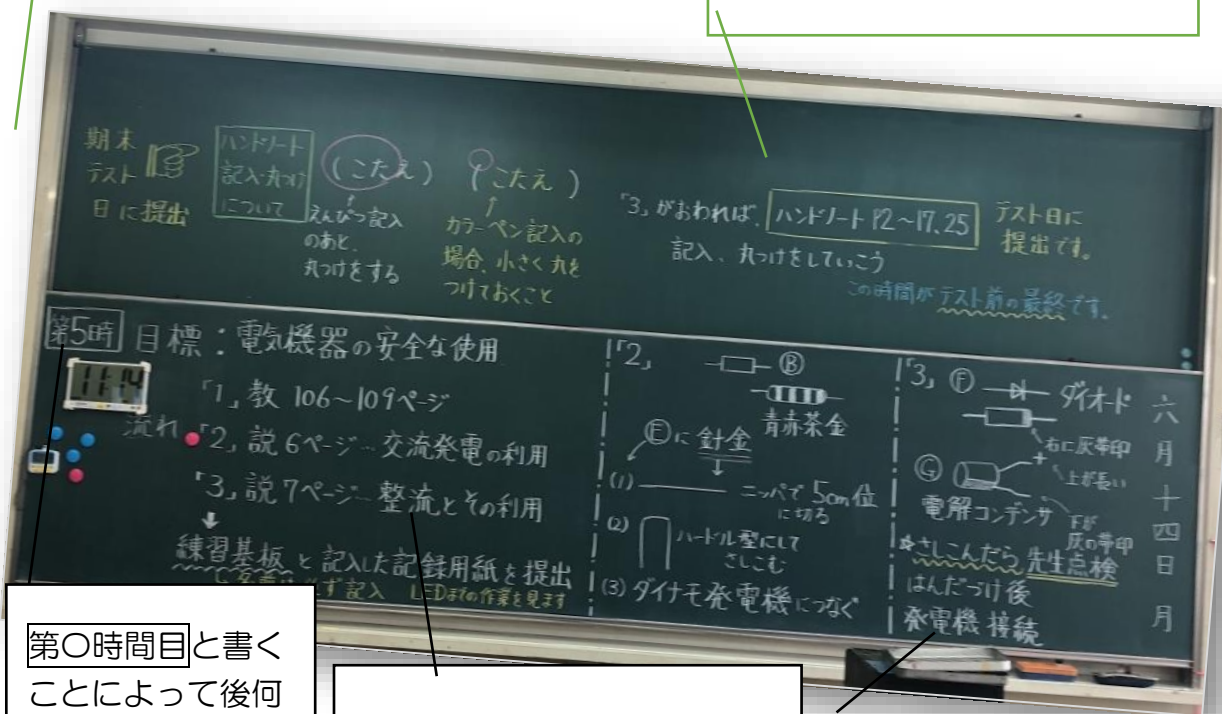 期末
テスト
日に提出
ハンドノート
記入・丸つけ
について
(こたえ)
えんぴつ記入
のあと、
丸つけをする
(こたえ)
カラーペン記入の
場合、小さく丸を
つけておくこと
「3」がおわれば、ハンドノート12~17、25
記入、丸つけをしていこう
テスト日に
提出です。
この時間がテスト前の最終です。
第5時 目標:電気機器の安全な使用
11:14
流れ
「1」教 106~109ページ
「2」説 6ページ…交流発電の利用
「3」説 7ページ…整流とその利用
練習基板と記入した記録用紙を提出
ず記入 LEDまでの作業を見ます
「2」
Ⓑ
青赤茶金
Ⓔに針金
(1) ニッパで5cm位
に切る
(2) ハードル型にして
さしこむ
(3) ダイナモ発電機につなぐ
「3」Ⓕ ダイオード
右に灰帯印
Ⓖ +
上が長い
電解コンデンサ
下が
灰の帯印
☆さしこんだら先生点検
はんだづけ後
発電機接続
六月十四日月
第〇時間目と書く
ことによって後何